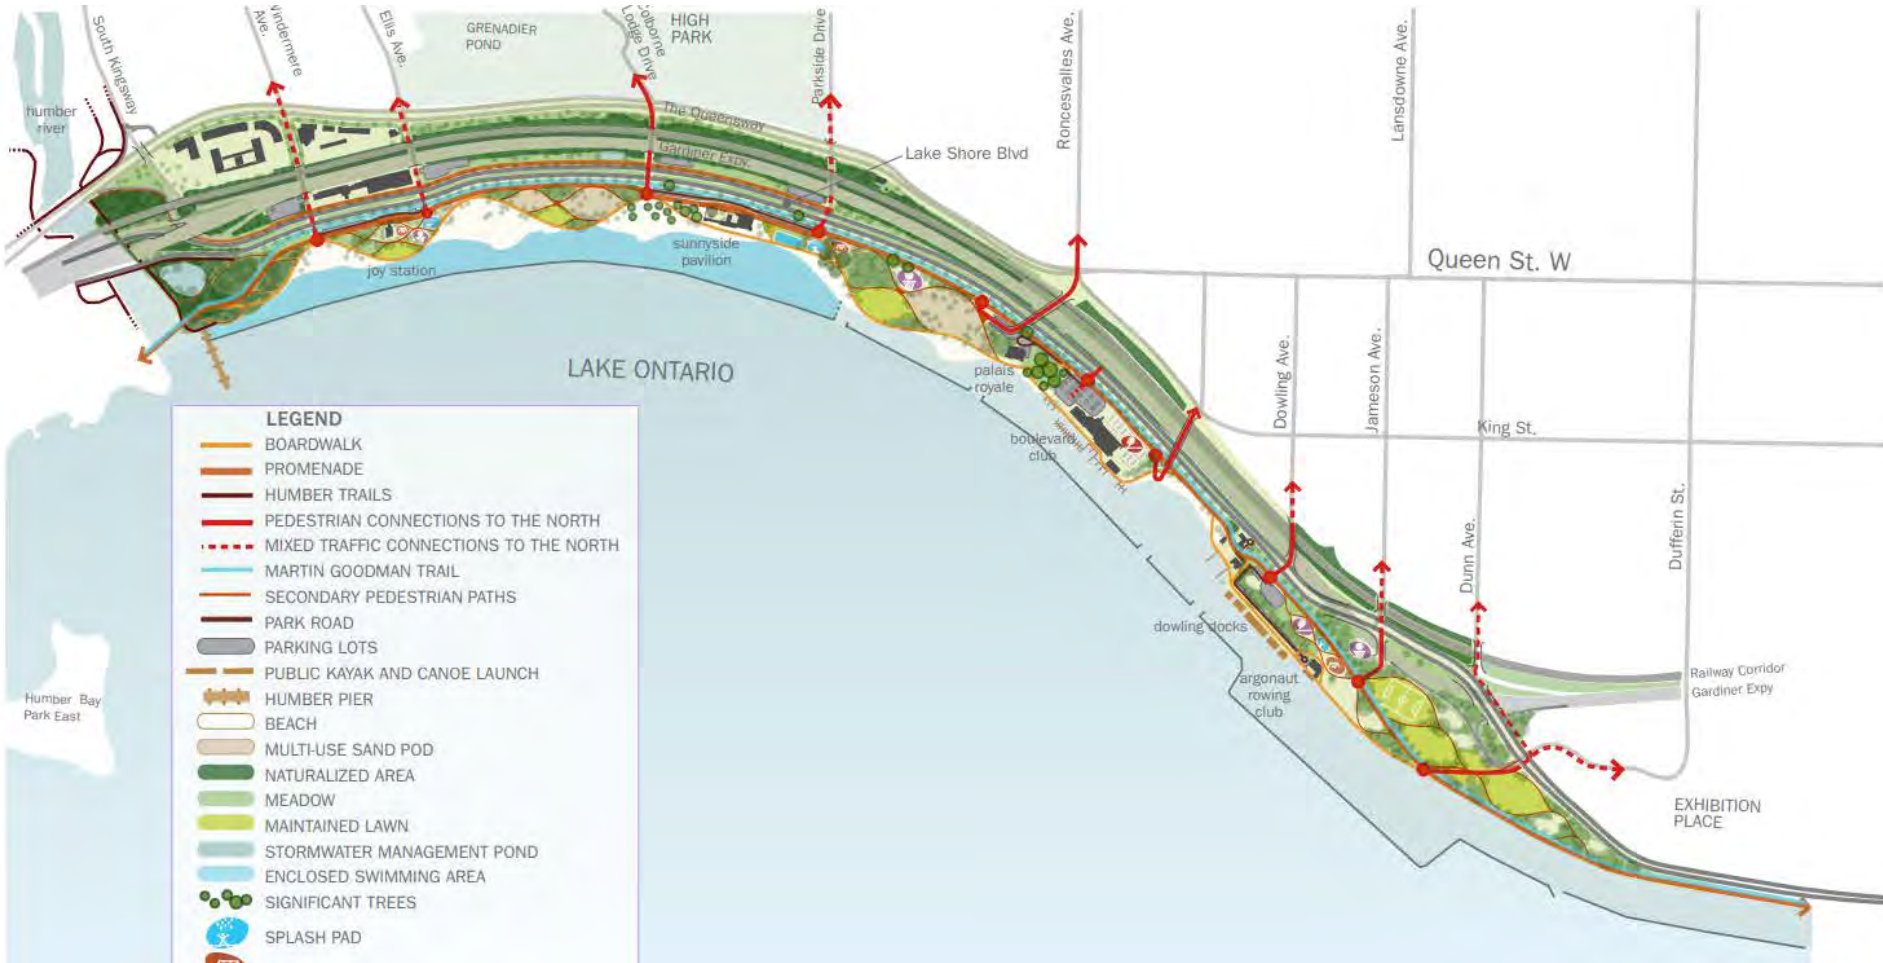 South Kingsway
Windermere
Ave.
Ellis Ave.
GRENADIER
POND
Colborne
Lodge Drive
HIGH
PARK
Parkside Drive
Roncesvalles Ave.
Lansdowne Ave.
humber
river
The Queensway
Gardiner Expy.
Lake Shore Blvd
joy station
sunnyside
pavilion
Queen St. W
LAKE ONTARIO
palais
royale
boulevard
club
Dowling Ave.
Jameson Ave.
King St.
Dunn Ave.
Dufferin St.
dowling docks
argonaut
rowing
club
Railway Corridor
Gardiner Expy
EXHIBITION
PLACE
Humber Bay
Park East
LEGEND
BOARDWALK
PROMENADE
HUMBER TRAILS
PEDESTRIAN CONNECTIONS TO THE NORTH
MIXED TRAFFIC CONNECTIONS TO THE NORTH
MARTIN GOODMAN TRAIL
SECONDARY PEDESTRIAN PATHS
PARK ROAD
PARKING LOTS
PUBLIC KAYAK AND CANOE LAUNCH
HUMBER PIER
BEACH
MULTI-USE SAND POD
NATURALIZED AREA
MEADOW
MAINTAINED LAWN
STORMWATER MANAGEMENT POND
ENCLOSED SWIMMING AREA
SIGNIFICANT TREES
SPLASH PAD